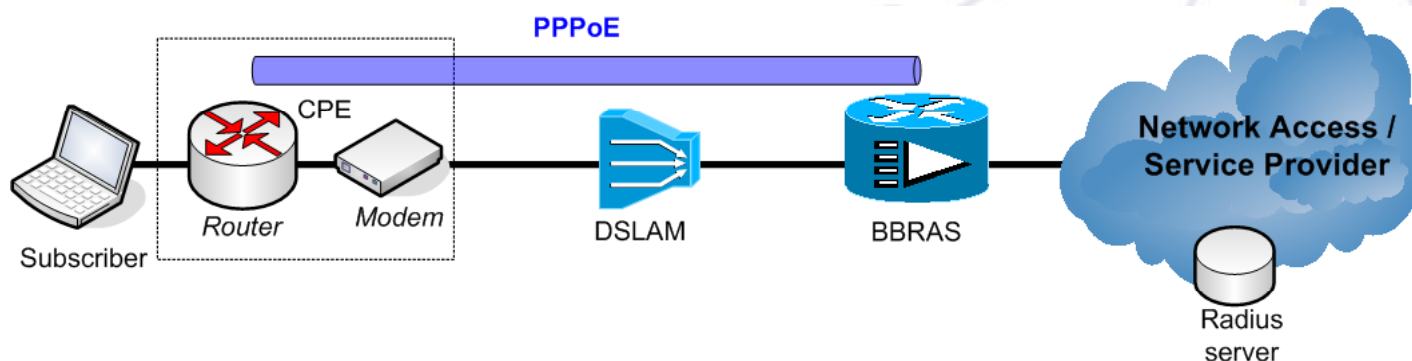 PPPoE
CPE
Router
Modem
Subscriber
DSLAM
BBRAS
Network Access /
Service Provider
Radius
server